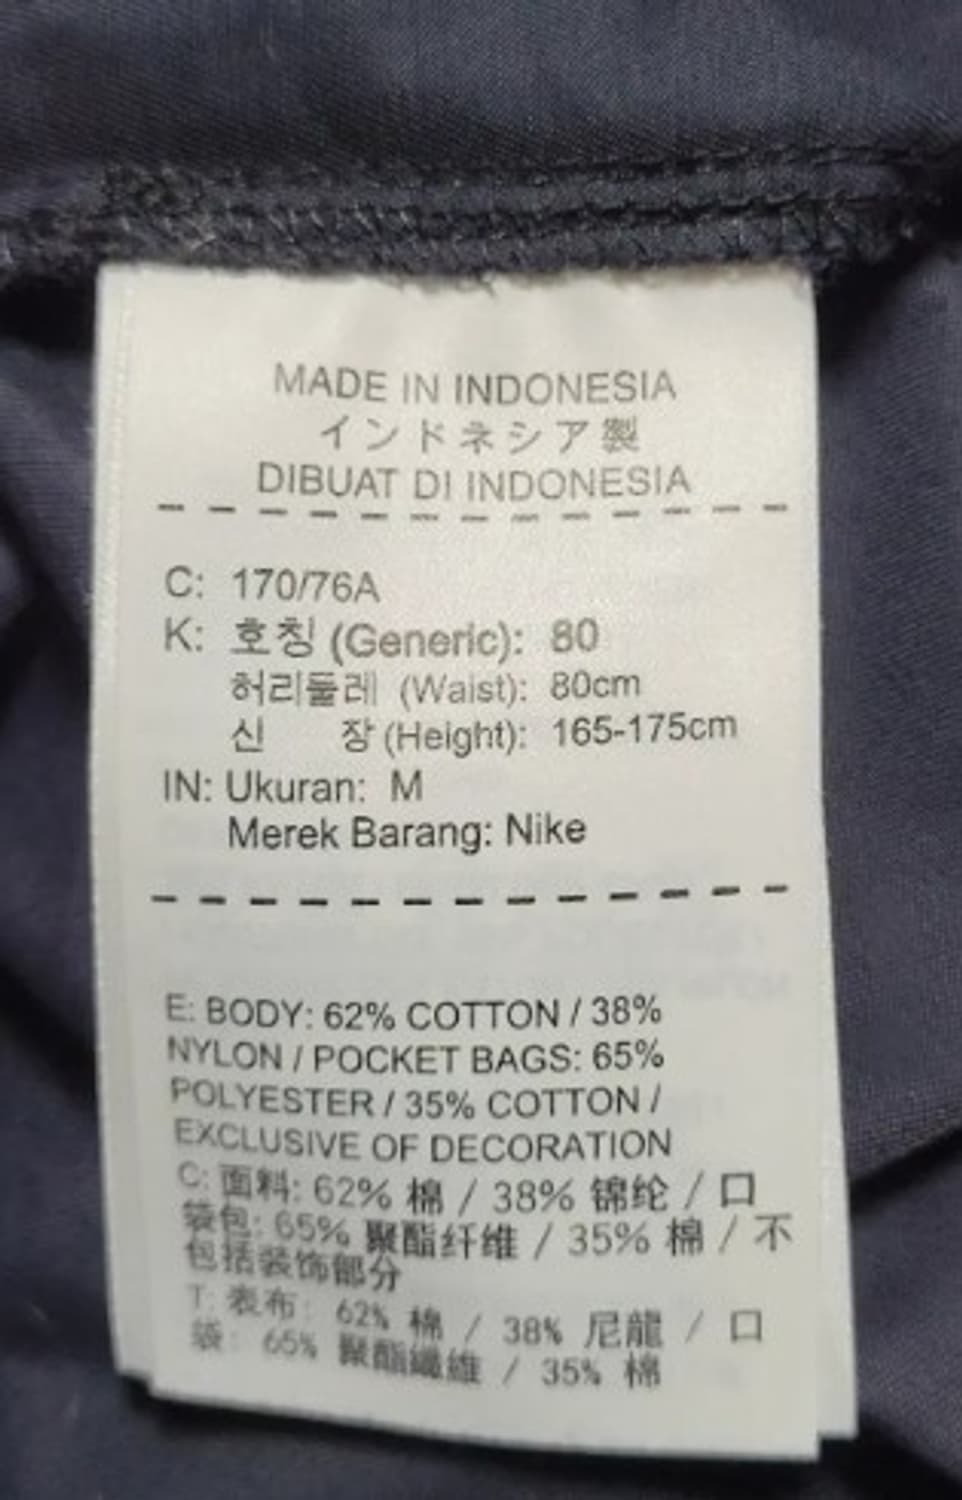 MADE IN INDONESIA
インドネシア製
DIBUAT DI INDONESIA
C: 170/76A
K: 호칭 (Generic): 80
허리둘레 (Waist): 80cm
신 장 (Height): 165-175cm
IN: Ukuran: M
Merek Barang: Nike
E: BODY: 62% COTTON / 38%
NYLON / POCKET BAGS: 65%
POLYESTER / 35% COTTON /
EXCLUSIVE OF DECORATION
C: 面料: 62% 棉 / 38% 锦纶 / 口
袋包: 65% 聚酯纤维 / 35% 棉 / 不
包括装饰部分
T: 表布: 62% 棉 / 38% 尼龍 / 口
袋: 65% 聚酯纖維 / 35% 棉